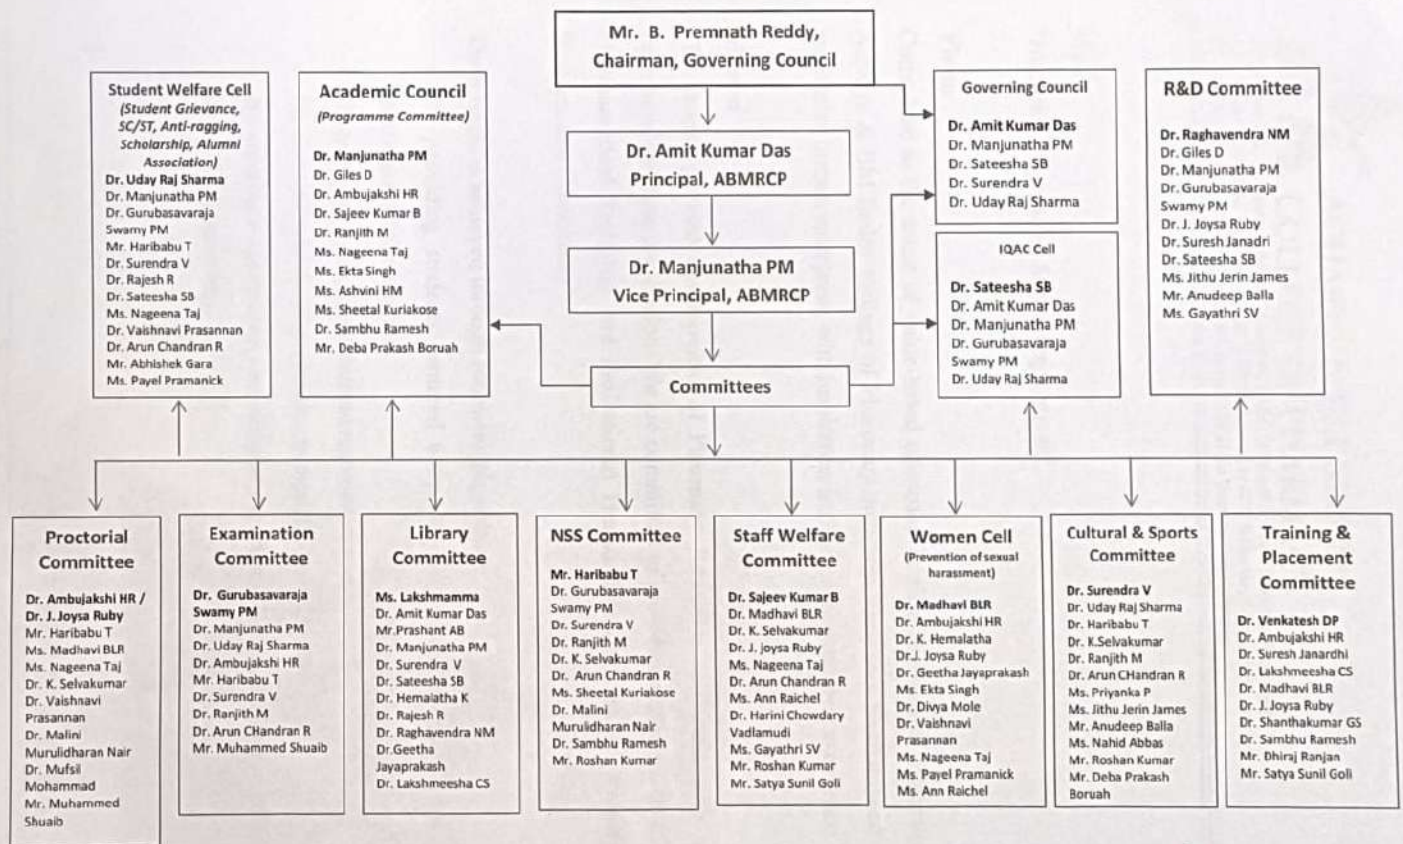 Mr. B. Premnath Reddy,
Chairman, Governing Council
Dr. Amit Kumar Das
Principal, ABMRCP
Dr. Manjunatha PM
Vice Principal, ABMRCP
Committees
Student Welfare Cell
(Student Grievance,
SC/ST, Anti-ragging,
Scholarship, Alumni
Association)
Dr. Uday Raj Sharma
Dr. Manjunatha PM
Dr. Gurubasavaraja
Swamy PM
Mr. Haribabu T
Dr. Surendra V
Dr. Rajesh R
Dr. Sateesha SB
Ms. Nageena Taj
Dr. Vaishnavi Prasannan
Dr. Arun Chandran R
Mr. Abhishek Gara
Ms. Payel Pramanick
Academic Council
(Programme Committee)
Dr. Manjunatha PM
Dr. Giles D
Dr. Ambujakshi HR
Dr. Sajeev Kumar B
Dr. Ranjith M
Ms. Nageena Taj
Ms. Ekta Singh
Ms. Ashvini HM
Ms. Sheetal Kuriakose
Dr. Sambhu Ramesh
Mr. Deba Prakash Boruah
Governing Council
Dr. Amit Kumar Das
Dr. Manjunatha PM
Dr. Sateesha SB
Dr. Surendra V
Dr. Uday Raj Sharma
IQAC Cell
Dr. Sateesha SB
Dr. Amit Kumar Das
Dr. Manjunatha PM
Dr. Gurubasavaraja
Swamy PM
Dr. Uday Raj Sharma
R&D Committee
Dr. Raghavendra NM
Dr. Giles D
Dr. Manjunatha PM
Dr. Gurubasavaraja
Swamy PM
Dr. J. Joysa Ruby
Dr. Suresh Janadri
Dr. Sateesha SB
Ms. Jithu Jerin James
Mr. Anudeep Balla
Ms. Gayathri SV
Proctorial
Committee
Dr. Ambujakshi HR /
Dr. J. Joysa Ruby
Mr. Haribabu T
Ms. Madhavi BLR
Ms. Nageena Taj
Dr. K. Selvakumar
Dr. Vaishnavi
Prasannan
Dr. Malini
Murulidharan Nair
Dr. Mufsil
Mohammad
Mr. Muhammed
Shuaib
Examination
Committee
Dr. Gurubasavaraja
Swamy PM
Dr. Manjunatha PM
Dr. Uday Raj Sharma
Dr. Ambujakshi HR
Mr. Haribabu T
Dr. Surendra V
Dr. Ranjith M
Dr. Arun CHandran R
Mr. Muhammed Shuaib
Library
Committee
Ms. Lakshmamma
Dr. Amit Kumar Das
Mr.Prashant AB
Dr. Manjunatha PM
Dr. Surendra V
Dr. Sateesha SB
Dr. Hemalatha K
Dr. Rajesh R
Dr. Raghavendra NM
Dr.Geetha
Jayaprakash
Dr. Lakshmeesha CS
NSS Committee
Mr. Haribabu T
Dr. Gurubasavaraja
Swamy PM
Dr. Surendra V
Dr. Ranjith M
Dr. K. Selvakumar
Dr. Arun Chandran R
Ms. Sheetal Kuriakose
Dr. Malini
Murulidharan Nair
Dr. Sambhu Ramesh
Mr. Roshan Kumar
Staff Welfare
Committee
Dr. Sajeev Kumar B
Dr. Madhavi BLR
Dr. K. Selvakumar
Dr. J. Joysa Ruby
Ms. Nageena Taj
Dr. Arun Chandran R
Ms. Ann Raichel
Dr. Harini Chowdary
Vadlamudi
Ms. Gayathri SV
Mr. Roshan Kumar
Mr. Satya Sunil Goli
Women Cell
(Prevention of sexual
harassment)
Dr. Madhavi BLR
Dr. Ambujakshi HR
Dr. K. Hemalatha
Dr.J. Joysa Ruby
Dr. Geetha Jayaprakash
Ms. Ekta Singh
Dr. Divya Mole
Dr. Vaishnavi
Prasannan
Ms. Nageena Taj
Ms. Payel Pramanick
Ms. Ann Raichel
Cultural & Sports
Committee
Dr. Surendra V
Dr. Uday Raj Sharma
Dr. Haribabu T
Dr. K.Selvakumar
Dr. Ranjith M
Dr. Arun CHandran R
Ms. Priyanka P
Ms. Jithu Jerin James
Mr. Anudeep Balla
Ms. Nahid Abbas
Mr. Roshan Kumar
Mr. Deba Prakash
Boruah
Training &
Placement
Committee
Dr. Venkatesh DP
Dr. Ambujakshi HR
Dr. Suresh Janardhi
Dr. Lakshmeesha CS
Dr. Madhavi BLR
Dr. J. Joysa Ruby
Dr. Shanthakumar GS
Dr. Sambhu Ramesh
Mr. Dhiraj Ranjan
Mr. Satya Sunil Goli